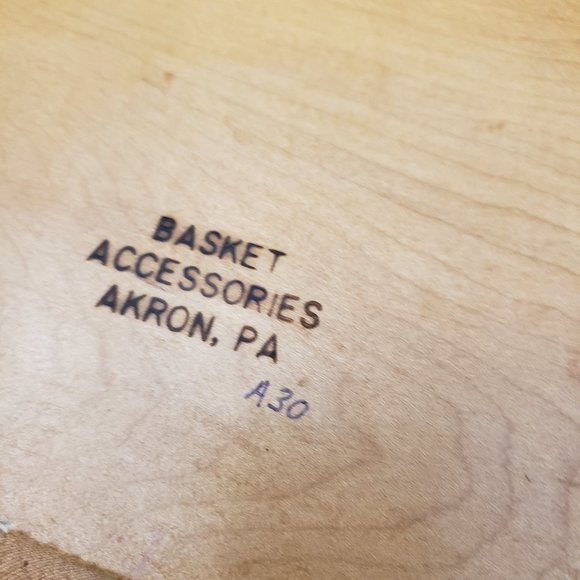 BASKET
ACCESSORIES
AKRON, PA
A30